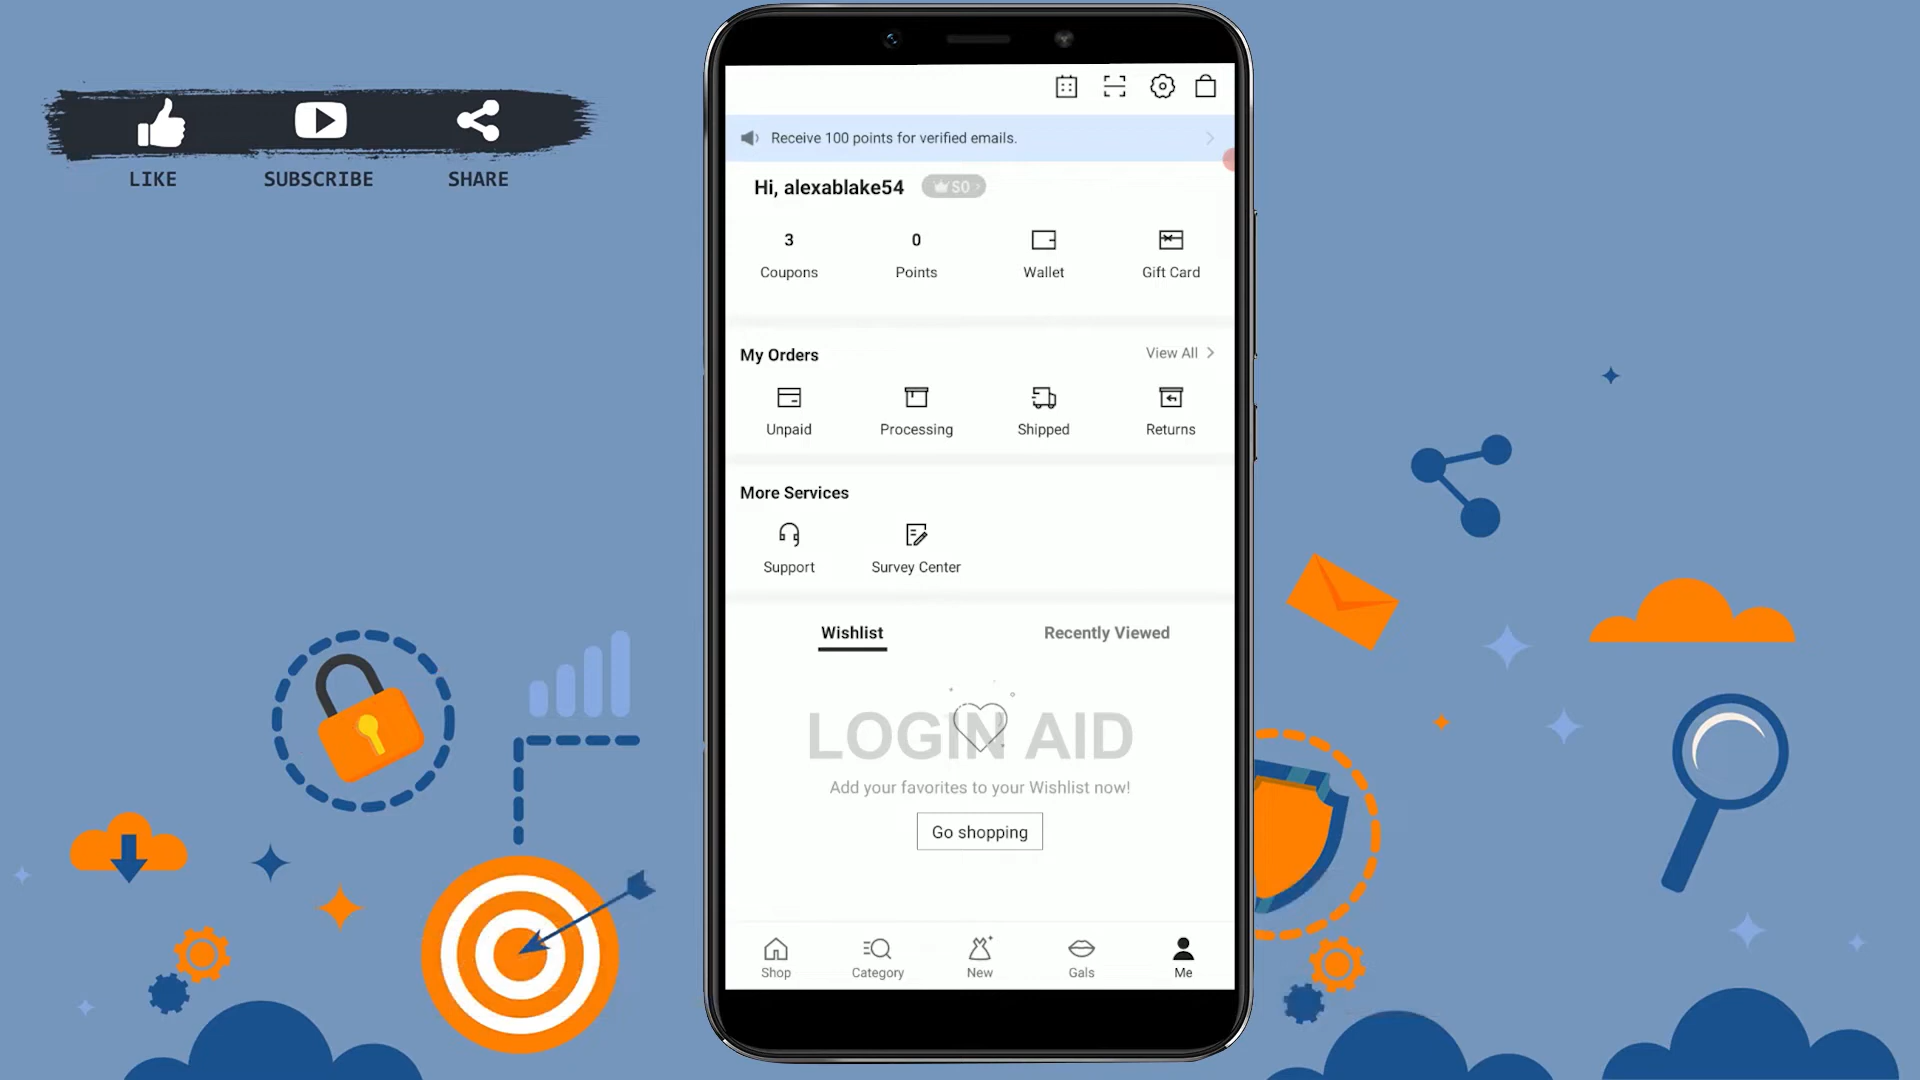 LIKE SUBSCRIBE SHARE
Receive 100 points for verified emails.
Hi, alexablake54 S0
3 0
Coupons Points Wallet Gift Card
My Orders View All
Unpaid Processing Shipped Returns
More Services
Support Survey Center
Wishlist Recently Viewed
LOGIN AID
Add your favorites to your Wishlist now!
Go shopping
Shop Category New Gals Me